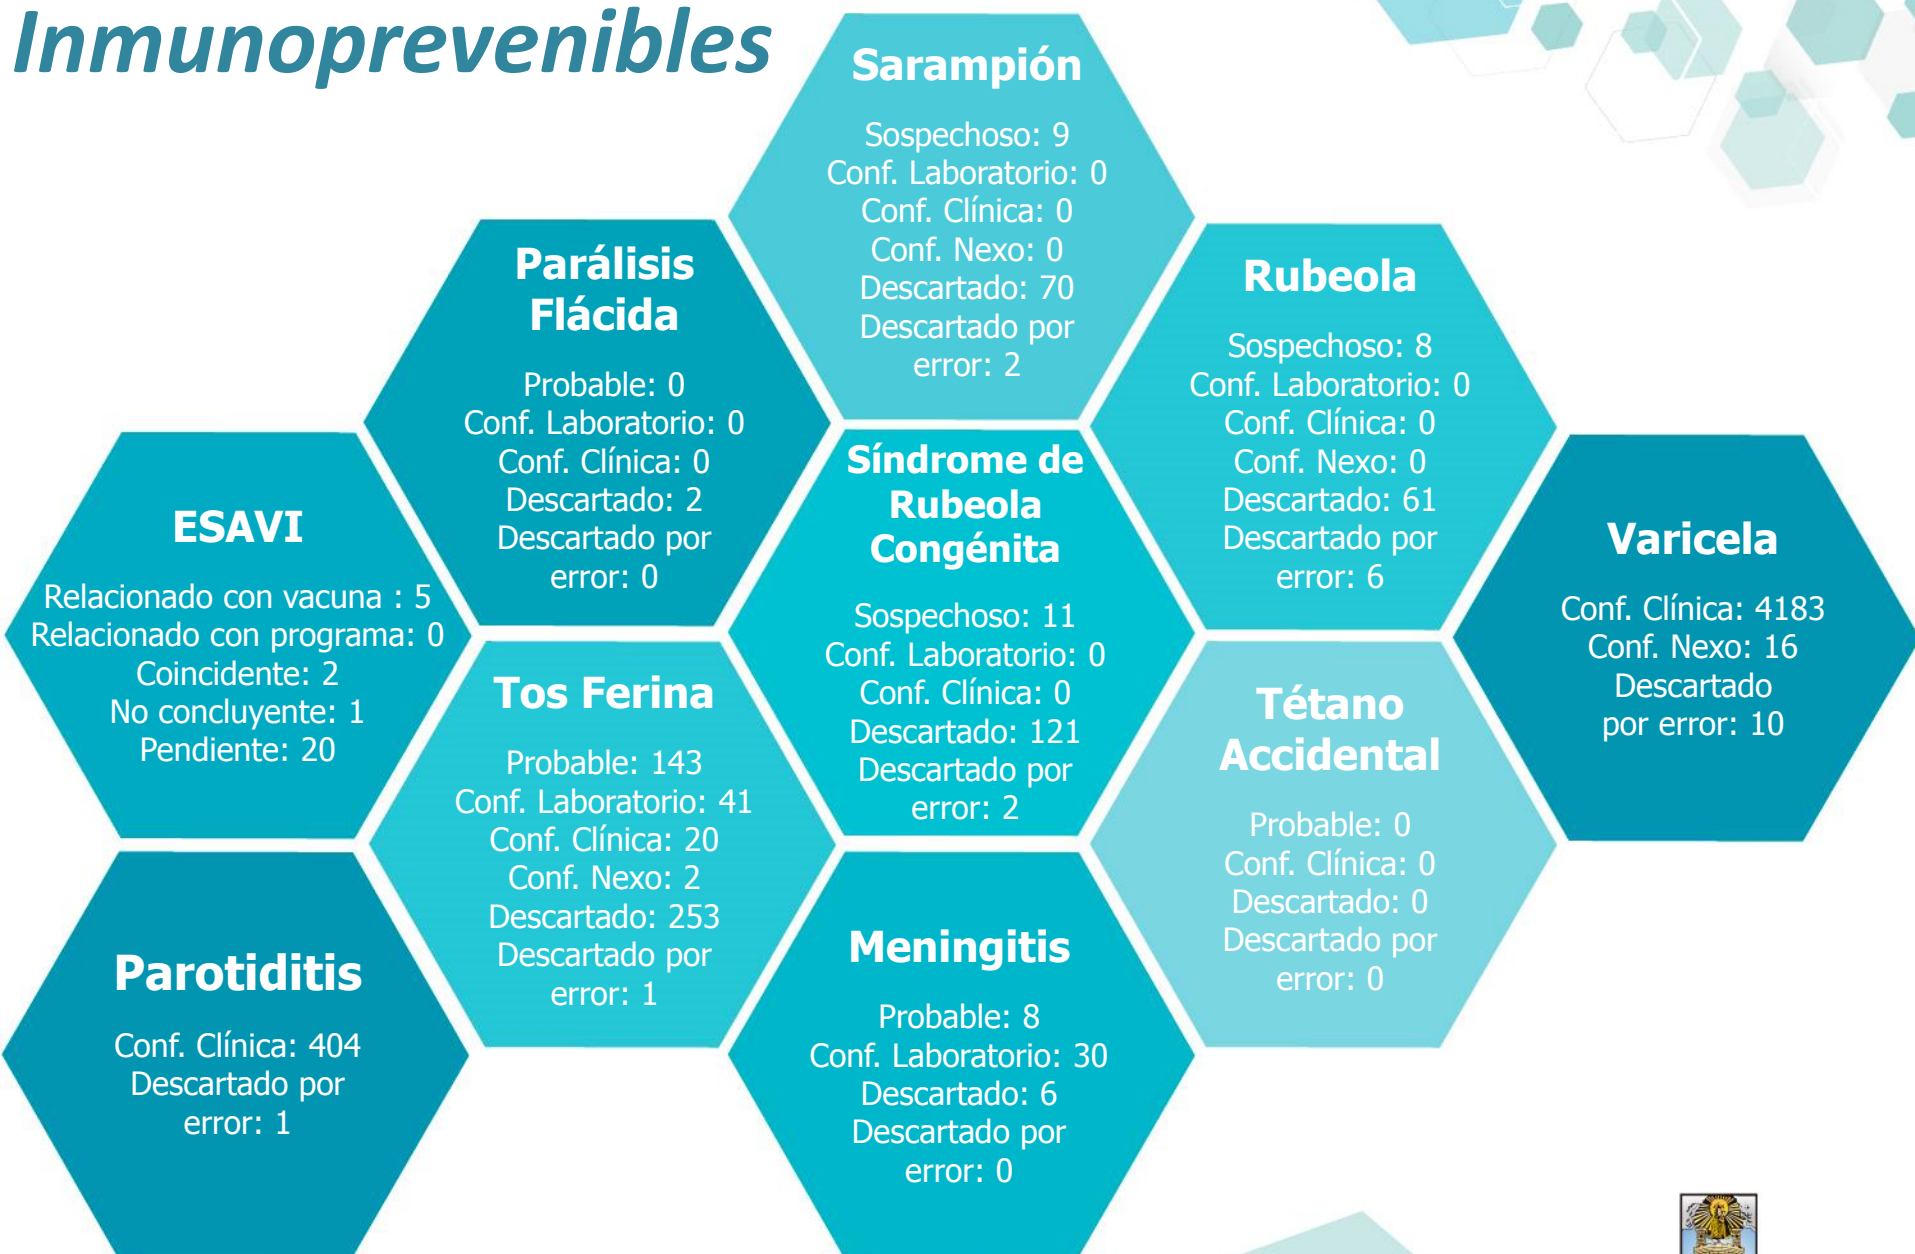 Inmunoprevenibles
Sarampión
Sospechoso: 9
Conf. Laboratorio: 0
Conf. Clínica: 0
Conf. Nexo: 0
Descartado: 70
Descartado por
error: 2
Parálisis
Flácida
Probable: 0
Conf. Laboratorio: 0
Conf. Clínica: 0
Descartado: 2
Descartado por
error: 0
Rubeola
Sospechoso: 8
Conf. Laboratorio: 0
Conf. Clínica: 0
Conf. Nexo: 0
Descartado: 61
Descartado por
error: 6
ESAVI
Relacionado con vacuna : 5
Relacionado con programa: 0
Coincidente: 2
No concluyente: 1
Pendiente: 20
Síndrome de
Rubeola
Congénita
Sospechoso: 11
Conf. Laboratorio: 0
Conf. Clínica: 0
Descartado: 121
Descartado por
error: 2
Varicela
Conf. Clínica: 4183
Conf. Nexo: 16
Descartado
por error: 10
Tos Ferina
Probable: 143
Conf. Laboratorio: 41
Conf. Clínica: 20
Conf. Nexo: 2
Descartado: 253
Descartado por
error: 1
Tétano
Accidental
Probable: 0
Conf. Clínica: 0
Descartado: 0
Descartado por
error: 0
Parotiditis
Conf. Clínica: 404
Descartado por
error: 1
Meningitis
Probable: 8
Conf. Laboratorio: 30
Descartado: 6
Descartado por
error: 0